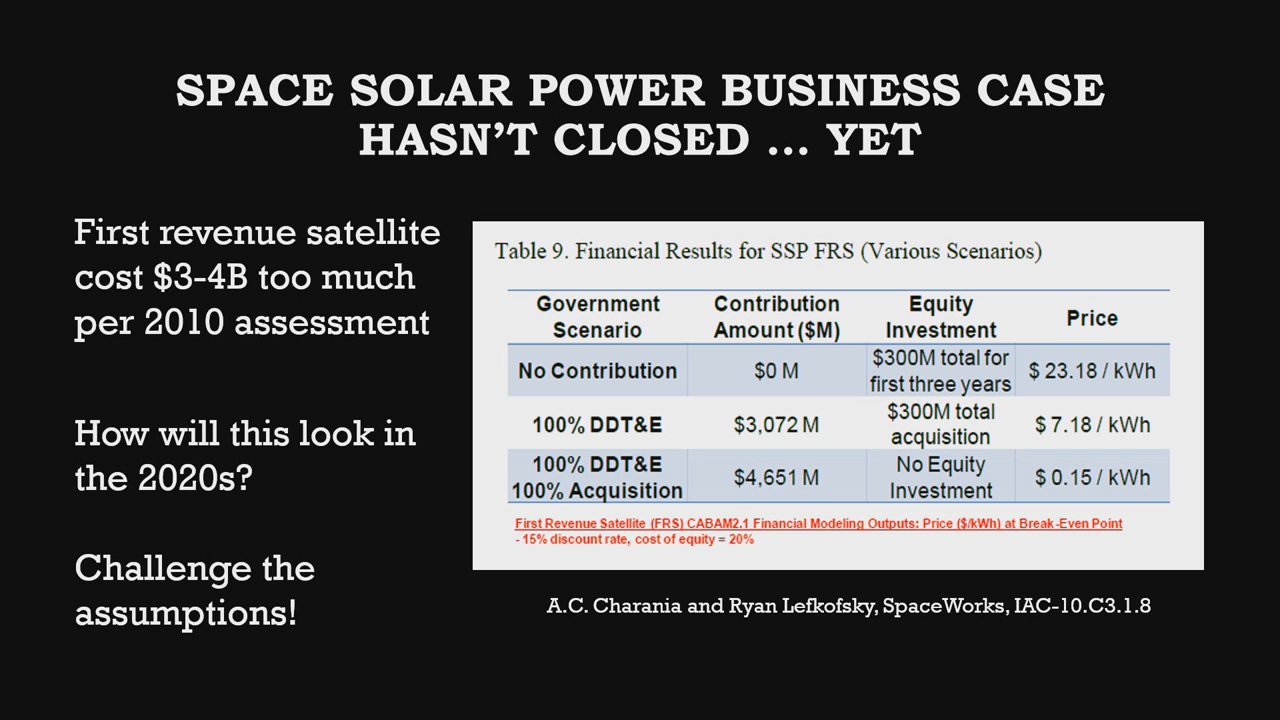 SPACE SOLAR POWER BUSINESS CASE
HASN'T CLOSED ... YET
First revenue satellite
cost $3-4B too much
per 2010 assessment
How will this look in
the 2020s?
Challenge the
assumptions!
Table 9. Financial Results for SSP FRS (Various Scenarios)
Government Scenario | Contribution Amount ($M) | Equity Investment | Price
No Contribution | $0 M | $300M total for first three years | $ 23.18 / kWh
100% DDT&E | $3,072 M | $300M total acquisition | $ 7.18 / kWh
100% DDT&E 100% Acquisition | $4,651 M | No Equity Investment | $ 0.15 / kWh
First Revenue Satellite (FRS) CABAM2.1 Financial Modeling Outputs: Price ($/kWh) at Break-Even Point
- 15% discount rate, cost of equity = 20%
A.C. Charania and Ryan Lefkofsky, SpaceWorks, IAC-10.C3.1.8